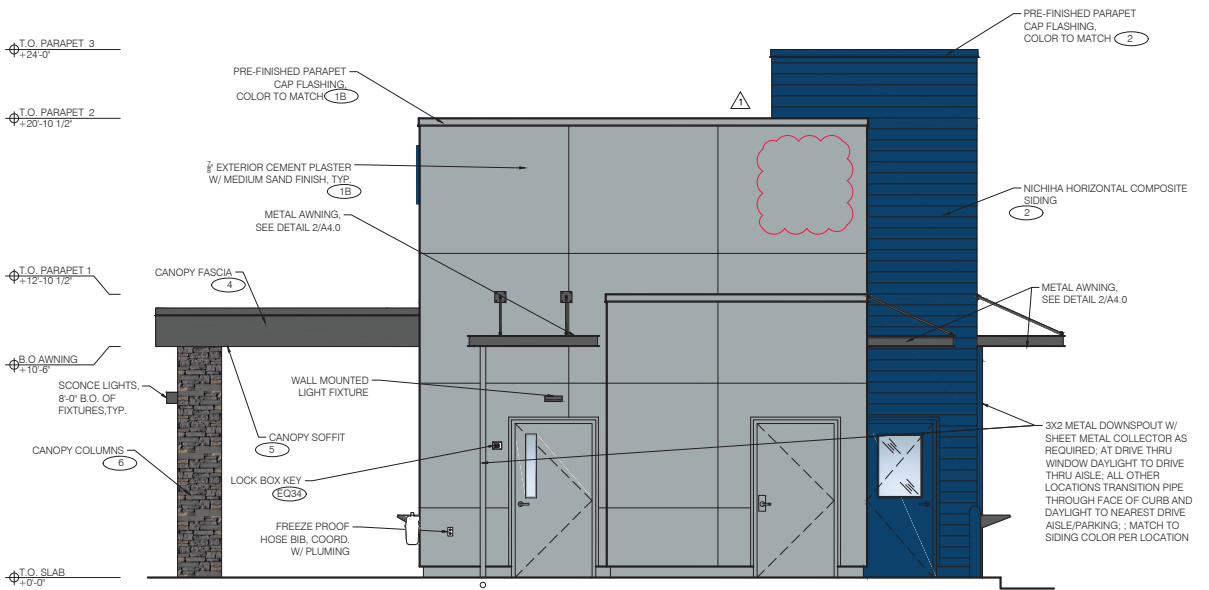 T.O. PARAPET 3
+24'-0"
T.O. PARAPET 2
+20'-10 1/2"
T.O. PARAPET 1
+12'-10 1/2"
B.O AWNING
+10'-6"
T.O. SLAB
+0'-0"
PRE-FINISHED PARAPET
CAP FLASHING,
COLOR TO MATCH 1B
7/8" EXTERIOR CEMENT PLASTER
W/ MEDIUM SAND FINISH, TYP.
1B
METAL AWNING,
SEE DETAIL 2/A4.0
CANOPY FASCIA
4
SCONCE LIGHTS,
8'-0" B.O. OF
FIXTURES,TYP.
CANOPY COLUMNS
6
WALL MOUNTED
LIGHT FIXTURE
CANOPY SOFFIT
5
LOCK BOX KEY
EQ34
FREEZE PROOF
HOSE BIB, COORD.
W/ PLUMING
1
PRE-FINISHED PARAPET
CAP FLASHING,
COLOR TO MATCH 2
NICHIHA HORIZONTAL COMPOSITE
SIDING
2
METAL AWNING,
SEE DETAIL 2/A4.0
3X2 METAL DOWNSPOUT W/
SHEET METAL COLLECTOR AS
REQUIRED; AT DRIVE THRU
WINDOW DAYLIGHT TO DRIVE
THRU AISLE; ALL OTHER
LOCATIONS TRANSITION PIPE
THROUGH FACE OF CURB AND
DAYLIGHT TO NEAREST DRIVE
AISLE/PARKING; ; MATCH TO
SIDING COLOR PER LOCATION